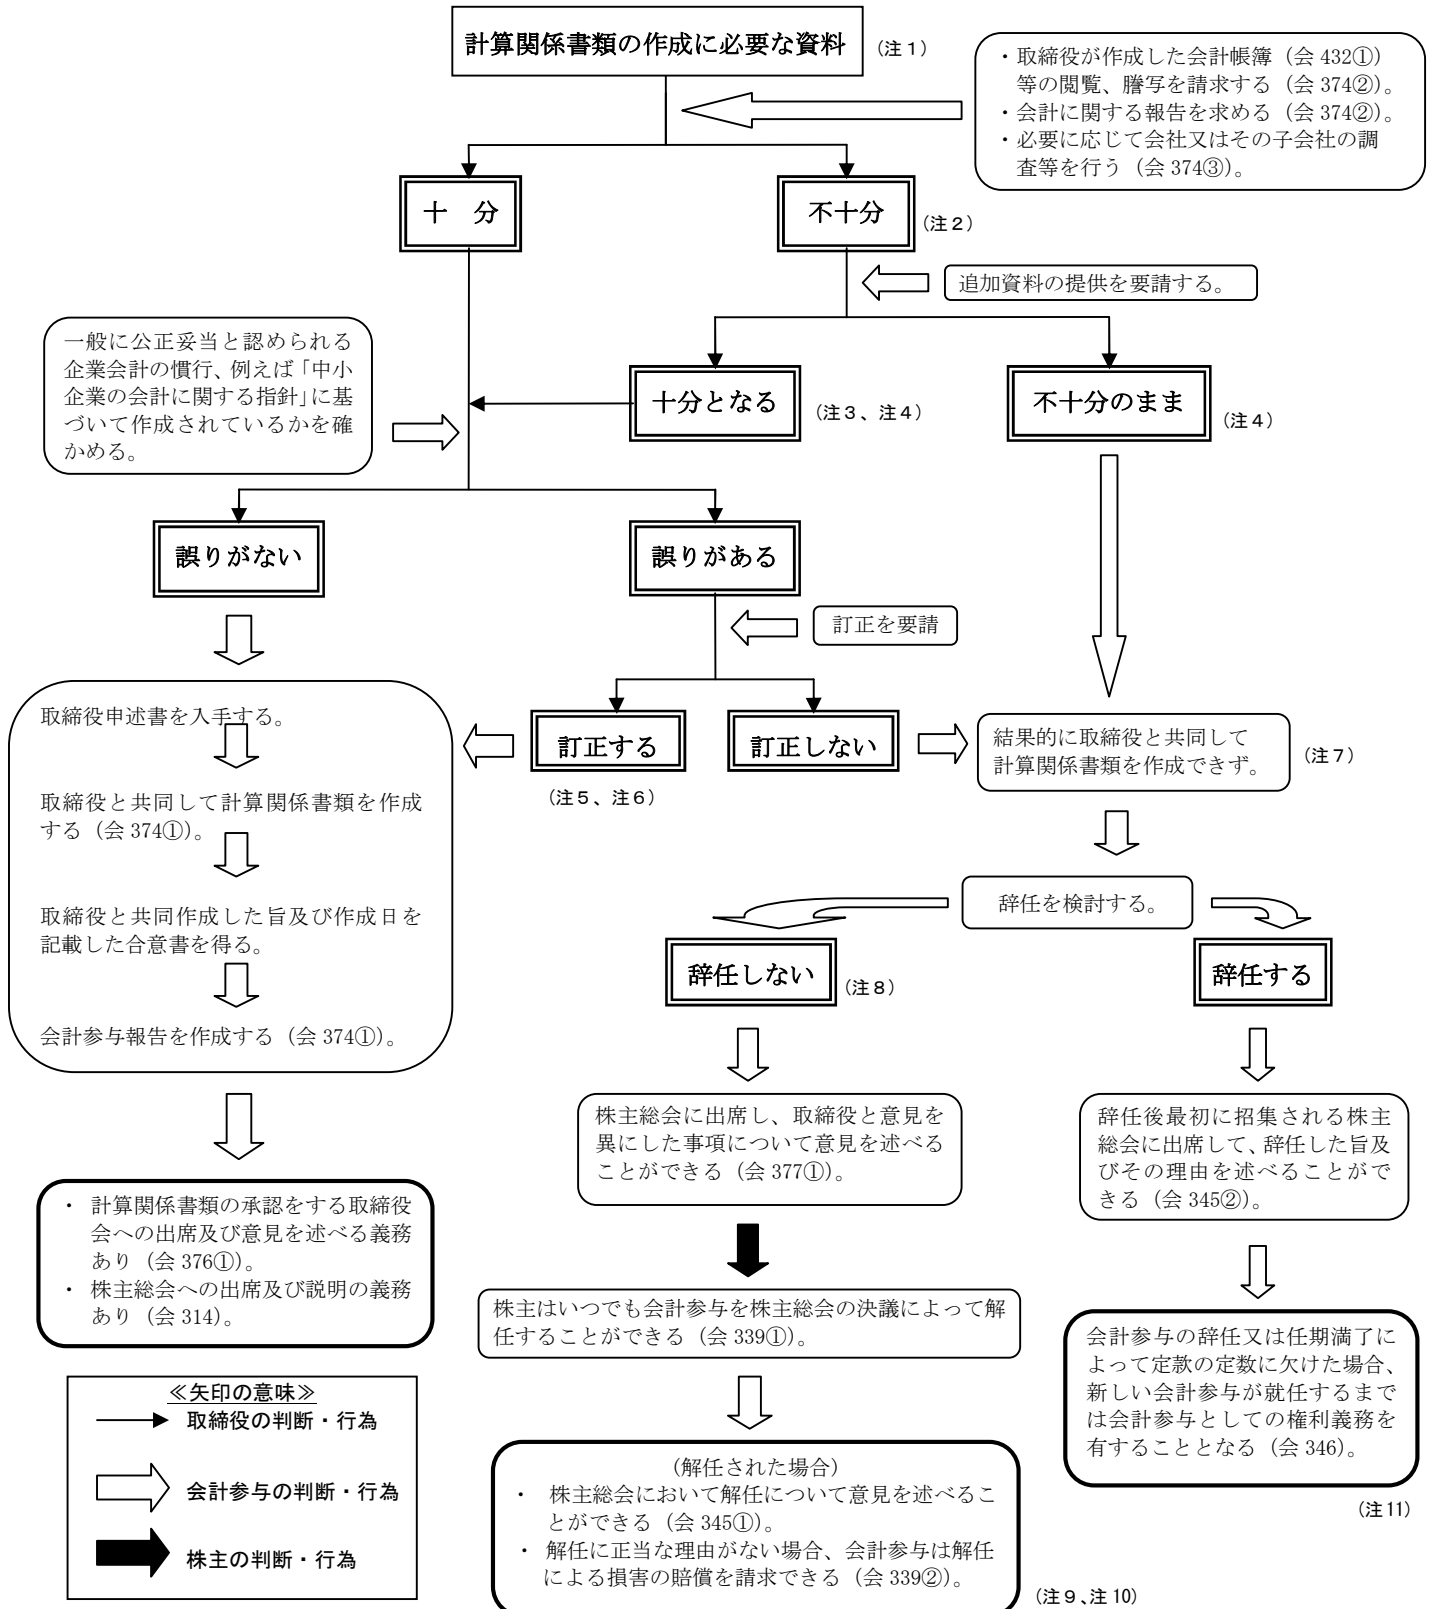 計算関係書類の作成に必要な資料
(注1)
・取締役が作成した会計帳簿(会 432①)
等の閲覧、謄写を請求する(会 374②)。
・会計に関する報告を求める(会 374②)。
・必要に応じて会社又はその子会社の調
査等を行う(会 374③)。
十 分
不十分
(注2)
追加資料の提供を要請する。
一般に公正妥当と認められる
企業会計の慣行、例えば「中小
企業の会計に関する指針」に基
づいて作成されているかを確
かめる。
十分となる
(注3、注4)
不十分のまま
(注4)
誤りがない
誤りがある
訂正を要請
取締役申述書を入手する。
取締役と共同して計算関係書類を作成
する(会 374①)。
取締役と共同作成した旨及び作成日を
記載した合意書を得る。
会計参与報告を作成する(会 374①)。
訂正する
(注5、注6)
訂正しない
結果的に取締役と共同して
計算関係書類を作成できず。
(注7)
辞任を検討する。
辞任しない
(注8)
辞任する
株主総会に出席し、取締役と意見を
異にした事項について意見を述べる
ことができる(会 377①)。
辞任後最初に招集される株主
総会に出席して、辞任した旨及
びその理由を述べることがで
きる(会 345②)。
・ 計算関係書類の承認をする取締役
会への出席及び意見を述べる義務
あり(会 376①)。
・ 株主総会への出席及び説明の義務
あり(会 314)。
株主はいつでも会計参与を株主総会の決議によって解
任することができる(会 339①)。
会計参与の辞任又は任期満了に
よって定款の定数に欠けた場合、
新しい会計参与が就任するまで
は会計参与としての権利義務を
有することとなる(会 346)。
(注11)
≪矢印の意味≫
取締役の判断・行為
会計参与の判断・行為
株主の判断・行為
(解任された場合)
・ 株主総会において解任について意見を述べるこ
とができる(会 345①)。
・ 解任に正当な理由がない場合、会計参与は解任
による損害の賠償を請求できる(会 339②)。
(注9、注10)